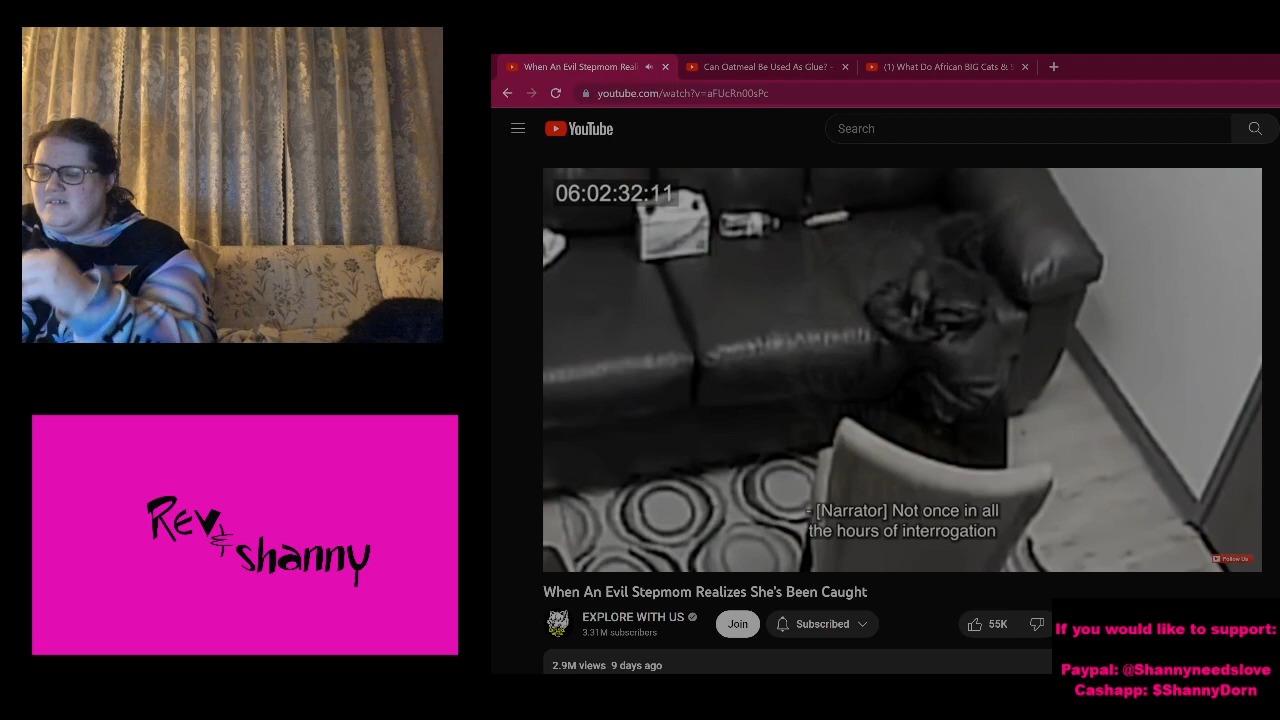 When An Evil Stepmom Reali
Can Oatmeal Be Used As Glue? -
(1) What Do African BIG Cats &
youtube.com/watch?v=aFUcRn00sPc
YouTube
Search
06:02:32:11
- [Narrator] Not once in all
the hours of interrogation
Follow Us
When An Evil Stepmom Realizes She's Been Caught
EXPLORE WITH US
3.31M subscribers
Join
Subscribed
55K
2.9M views 9 days ago
Rev
&
shanny
If you would like to support:
Paypal: @Shannyneedslove
Cashapp: $ShannyDorn